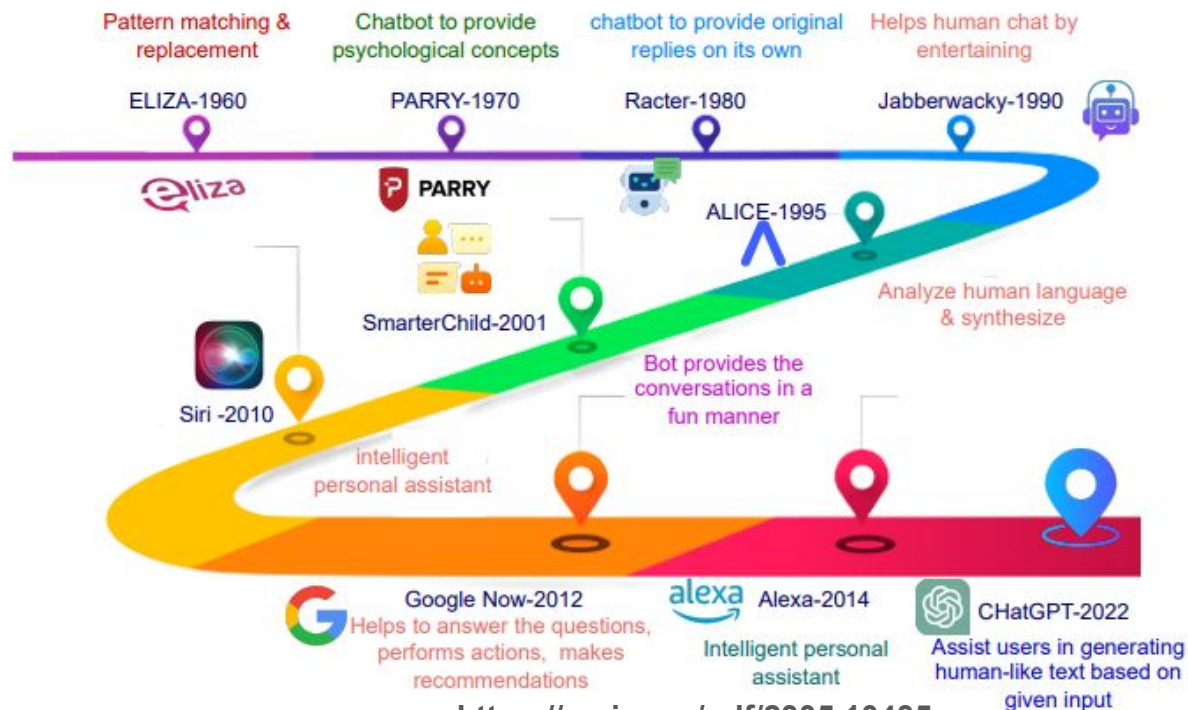 Pattern matching &
replacement
ELIZA-1960
eliza
Chatbot to provide
psychological concepts
PARRY-1970
PARRY
chatbot to provide original
replies on its own
Racter-1980
Helps human chat by
entertaining
Jabberwacky-1990
ALICE-1995
Analyze human language
& synthesize
SmarterChild-2001
Bot provides the
conversations in a
fun manner
Siri -2010
intelligent
personal assistant
Google Now-2012
Helps to answer the questions,
performs actions, makes
recommendations
alexa
Alexa-2014
Intelligent personal
assistant
CHatGPT-2022
Assist users in generating
human-like text based on
given input